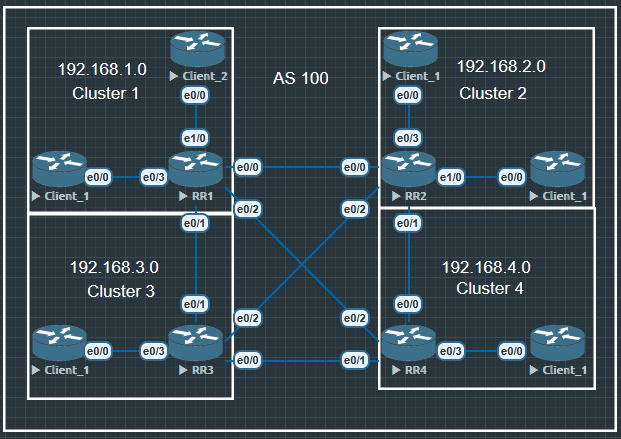 192.168.1.0
Cluster 1
Client_2
e0/0
e1/0
Client_1
e0/0
e0/3
RR1
e0/0
e0/2
e0/1
AS 100
192.168.2.0
Cluster 2
Client_1
e0/0
e0/3
e0/0
e0/2
RR2
e1/0
e0/0
Client_1
e0/1
192.168.3.0
Cluster 3
e0/1
Client_1
e0/0
e0/3
RR3
e0/2
e0/0
192.168.4.0
Cluster 4
e0/0
e0/2
e0/1
RR4
e0/3
e0/0
Client_1